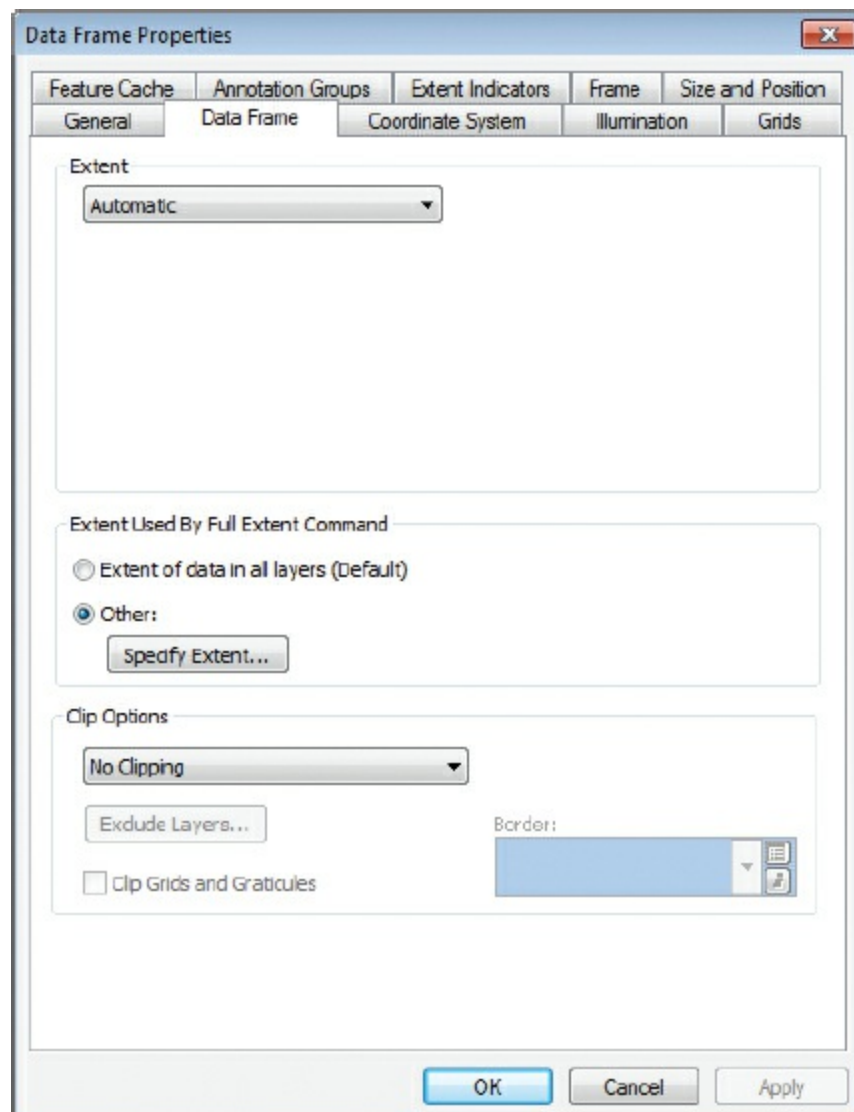 Data Frame Properties
Feature Cache Annotation Groups Extent Indicators Frame Size and Position
General Data Frame Coordinate System Illumination Grids
Extent
Automatic
Extent Used By Full Extent Command
Extent of data in all layers (Default)
Other:
Specify Extent...
Clip Options
No Clipping
Exclude Layers...
Border:
Clip Grids and Graticules
OK Cancel Apply